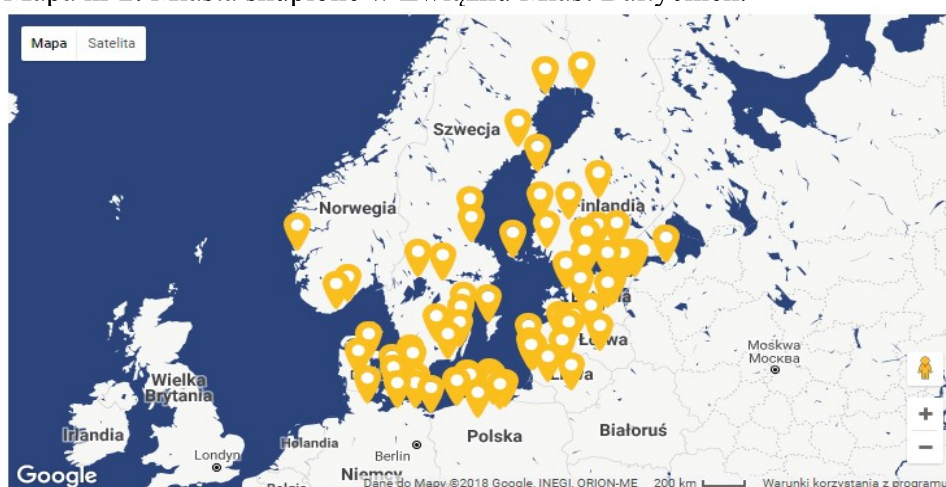 Mapa Satelita
Szwecja
Finlandia
Norwegia
Łotwa
Moskwa
Москва
Wielka
Brytania
Irlandia
Londyn
Holandia
Berlin
Polska
Białoruś
Niemcy
Google
Dane do Mapy ©2018 Google, INEGI, ORION-ME 200 km Warunki korzystania z programu